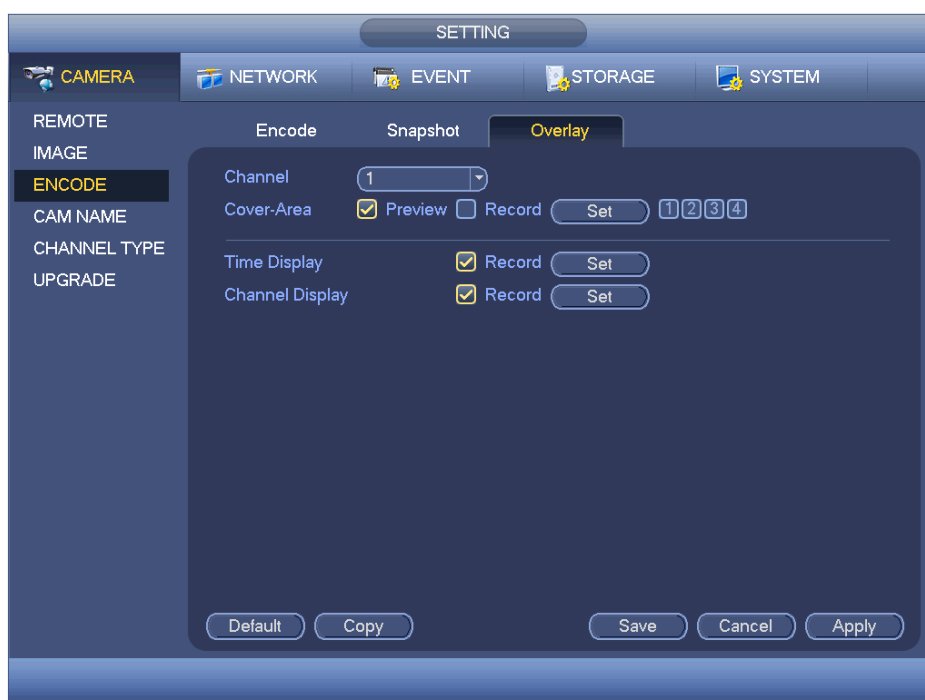 SETTING
CAMERA NETWORK EVENT STORAGE SYSTEM
REMOTE
IMAGE
ENCODE
CAM NAME
CHANNEL TYPE
UPGRADE
Encode Snapshot Overlay
Channel 1
Cover-Area Preview Record Set 1 2 3 4
Time Display Record Set
Channel Display Record Set
Default Copy Save Cancel Apply